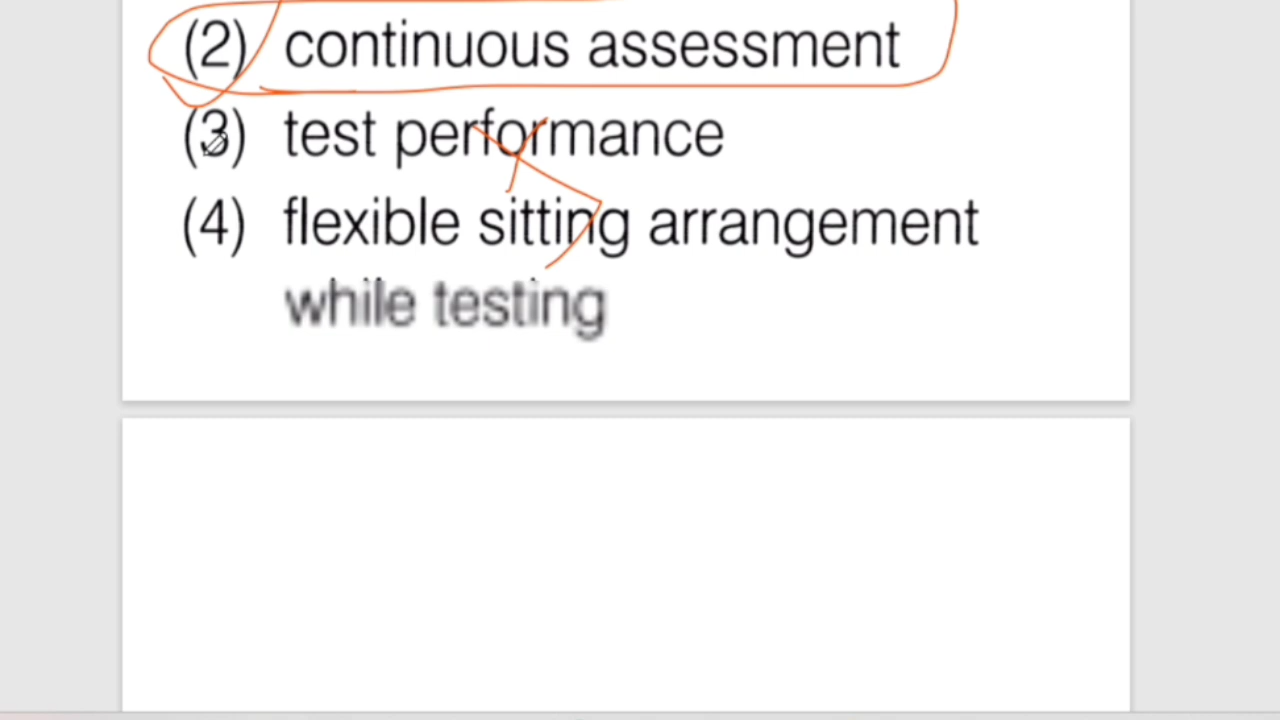 (2) continuous assessment
(3) test performance
(4) flexible sitting arrangement
while testing